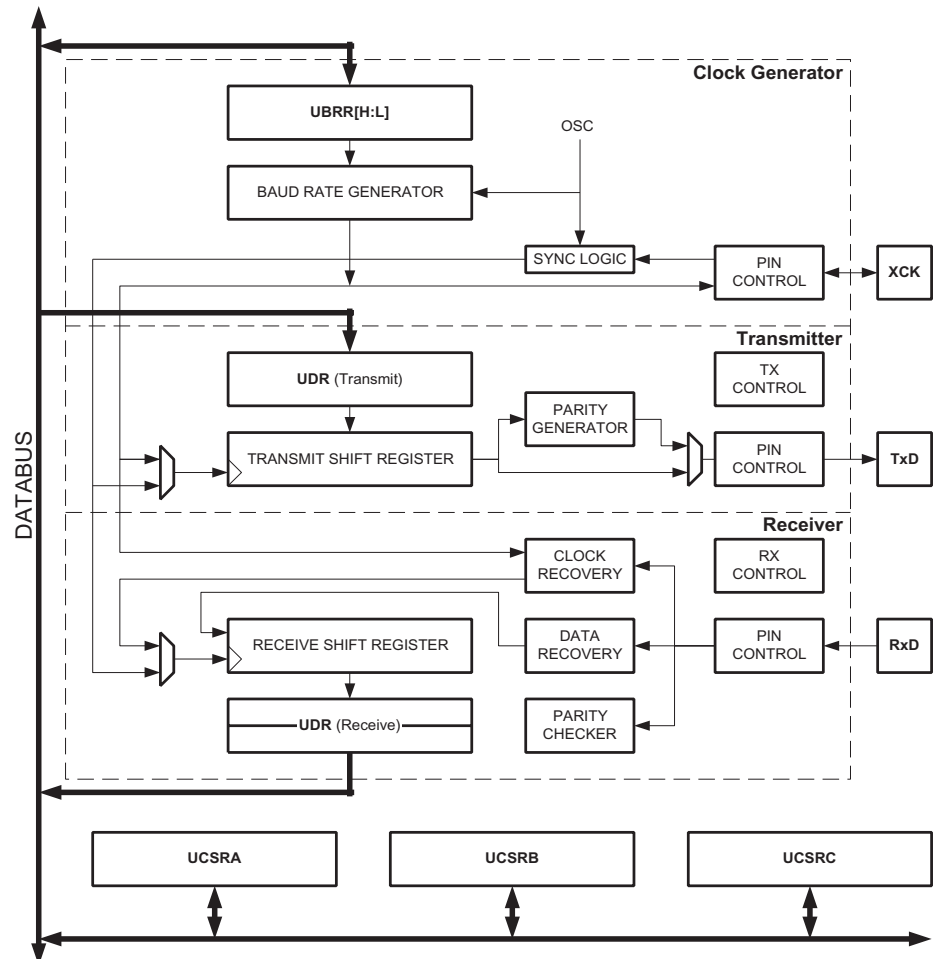 Clock Generator
UBRR[H:L]
OSC
BAUD RATE GENERATOR
SYNC LOGIC
PIN
CONTROL
XCK
DATABUS
Transmitter
UDR (Transmit)
TX
CONTROL
PARITY
GENERATOR
TRANSMIT SHIFT REGISTER
PIN
CONTROL
TxD
Receiver
CLOCK
RECOVERY
RX
CONTROL
RECEIVE SHIFT REGISTER
DATA
RECOVERY
PIN
CONTROL
RxD
UDR (Receive)
PARITY
CHECKER
UCSRA
UCSRB
UCSRC